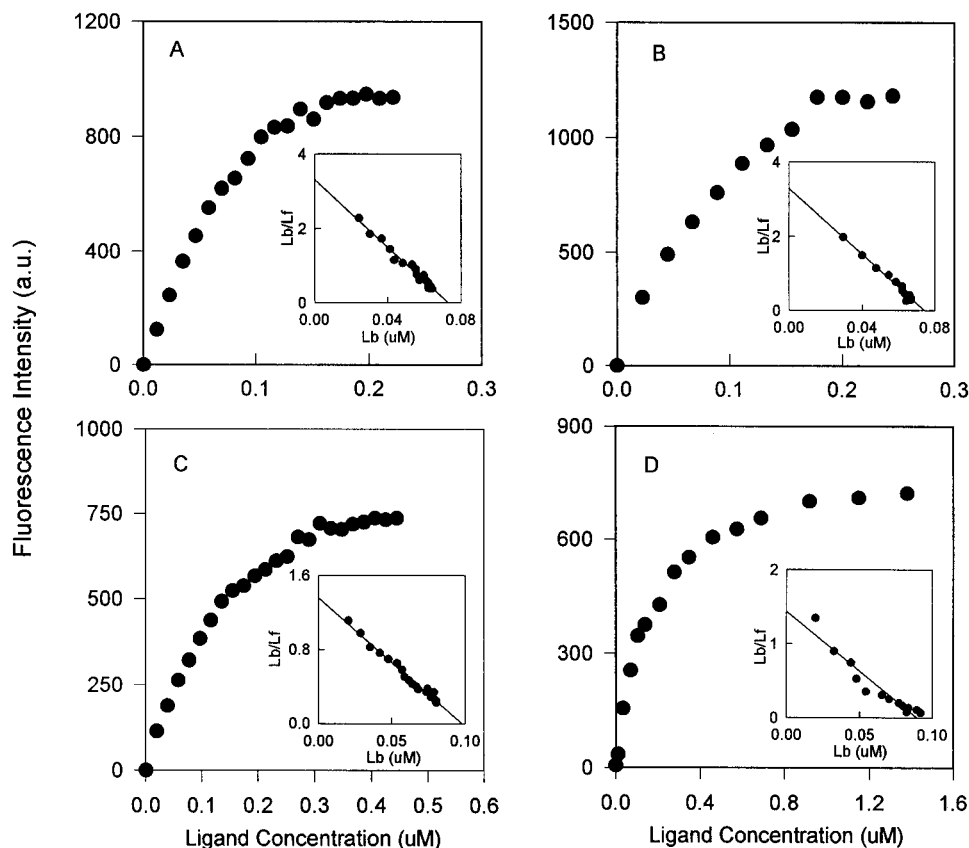 Fluorescence Intensity (a.u.)
A
1200
800
400
0
0.0 0.1 0.2 0.3
Lb/Lf
4
2
0
0.00 0.04 0.08
Lb (uM)
B
1500
1000
500
0
0.0 0.1 0.2 0.3
Lb/Lf
4
2
0
0.00 0.04 0.08
Lb (uM)
C
1000
750
500
250
0
0.0 0.1 0.2 0.3 0.4 0.5 0.6
Lb/Lf
1.6
0.8
0.0
0.00 0.05 0.10
Lb (uM)
Ligand Concentration (uM)
D
900
600
300
0
0.0 0.4 0.8 1.2 1.6
Lb/Lf
2
1
0
0.00 0.05 0.10
Lb (uM)
Ligand Concentration (uM)